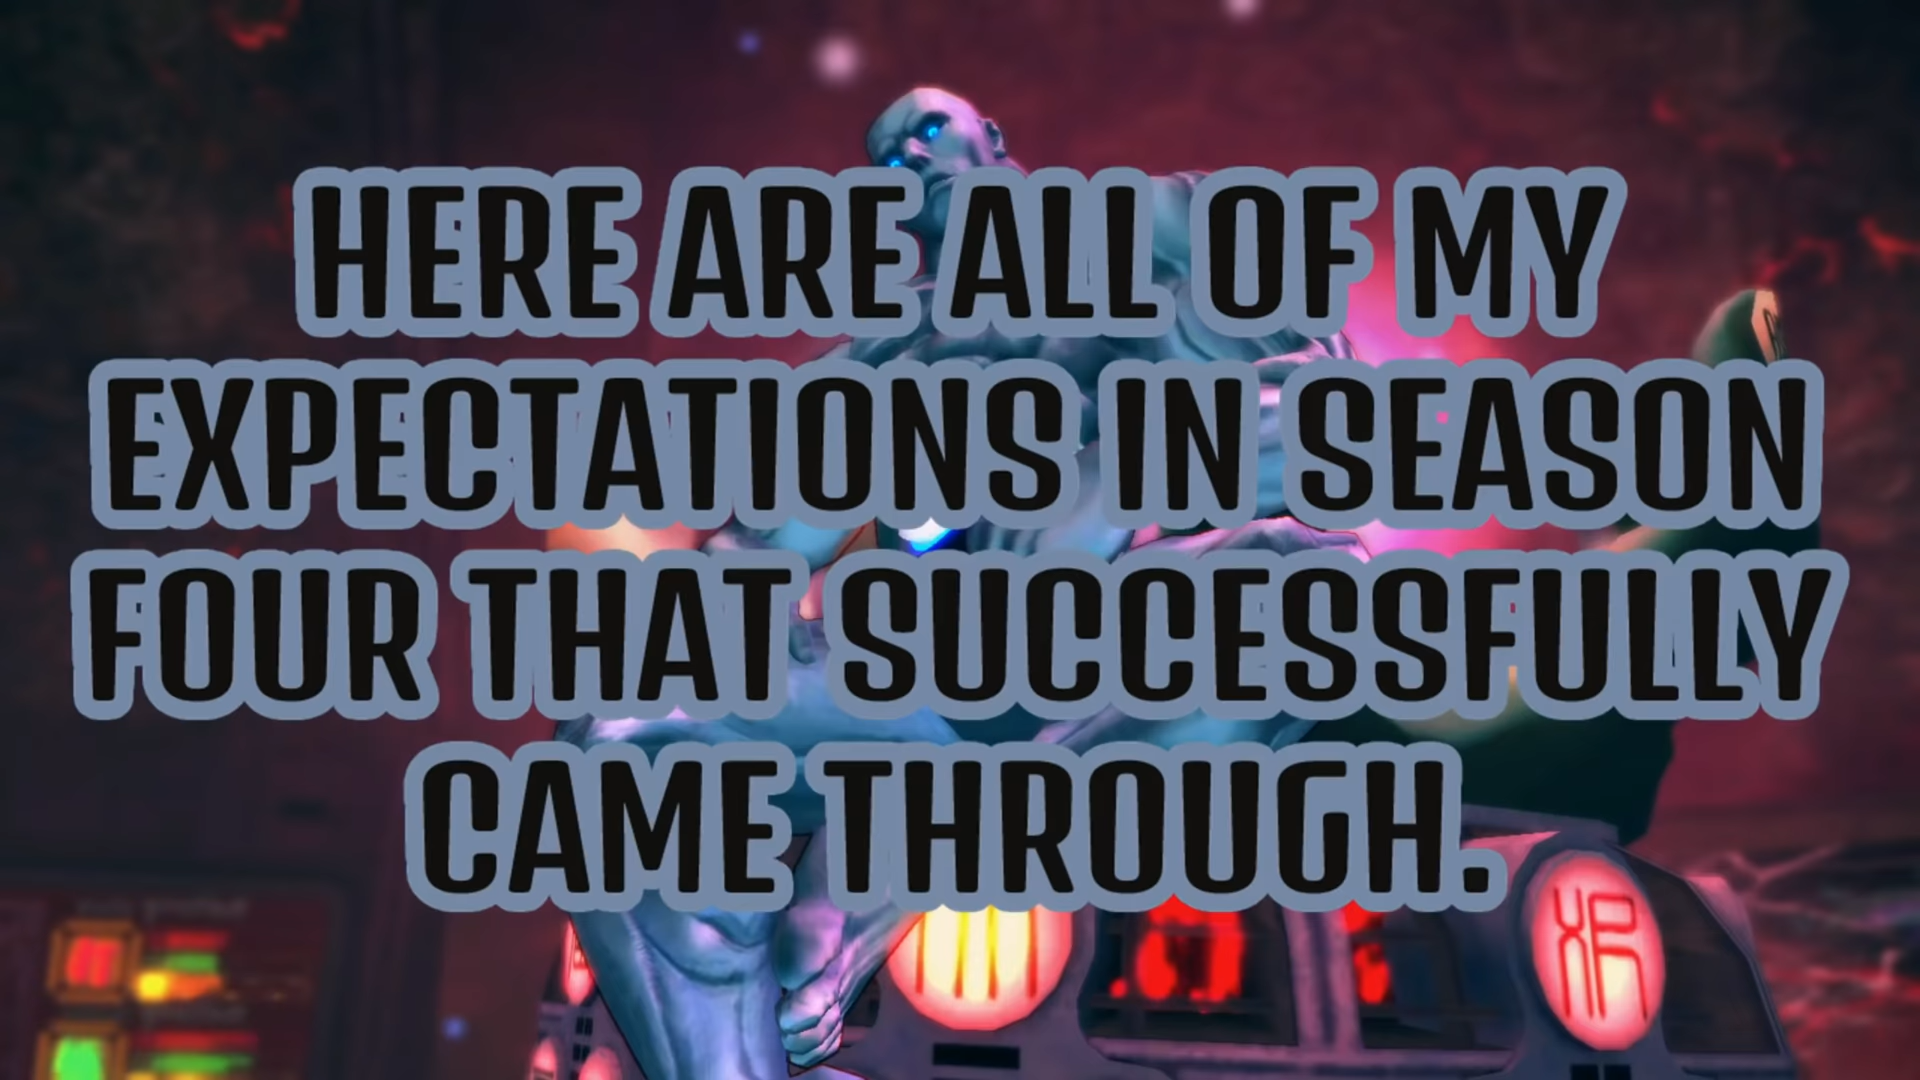 HERE ARE ALL OF MY
EXPECTATIONS IN SEASON
FOUR THAT SUCCESSFULLY
CAME THROUGH.